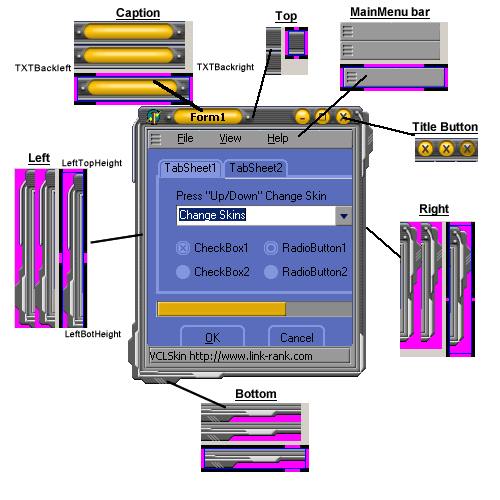 Caption
Top
MainMenu bar
TXTBackleft
TXTBackright
Form1
Title Button
File View Help
Left
LeftTopHeight
TabSheet1 TabSheet2
Press "Up/Down" Change Skin
Change Skins
Right
CheckBox1 RadioButton1
CheckBox2 RadioButton2
LeftBotHeight
OK Cancel
VCLSkin http://www.link-rank.com
Bottom